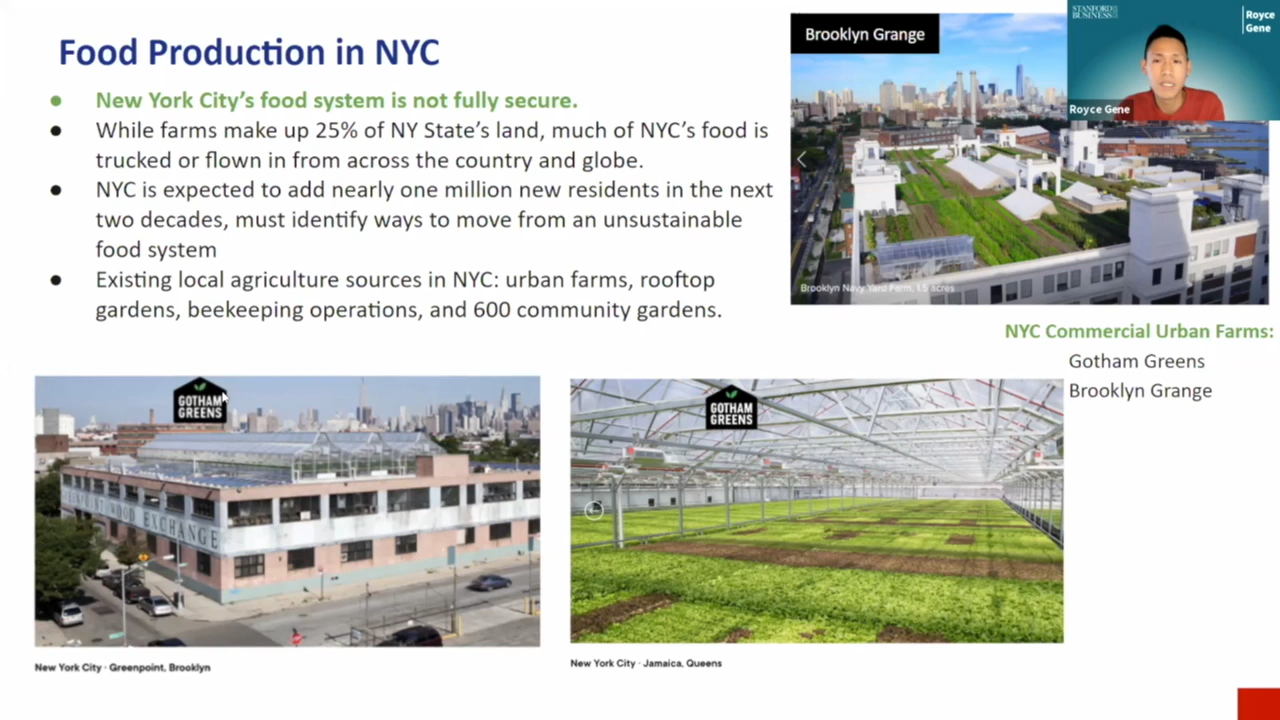 Food Production in NYC
● New York City's food system is not fully secure.
● While farms make up 25% of NY State's land, much of NYC's food is
trucked or flown in from across the country and globe.
● NYC is expected to add nearly one million new residents in the next
two decades, must identify ways to move from an unsustainable
food system
● Existing local agriculture sources in NYC: urban farms, rooftop
gardens, beekeeping operations, and 600 community gardens.
Brooklyn Grange
STANFORD
BUSINESS
Royce
Gene
Royce Gene
Brooklyn Navy Yard Farm, 1.5 acres
NYC Commercial Urban Farms:
Gotham Greens
Brooklyn Grange
GOTHAM
GREENS
WOOD EXCHANGE
New York City · Greenpoint, Brooklyn
GOTHAM
GREENS
New York City · Jamaica, Queens